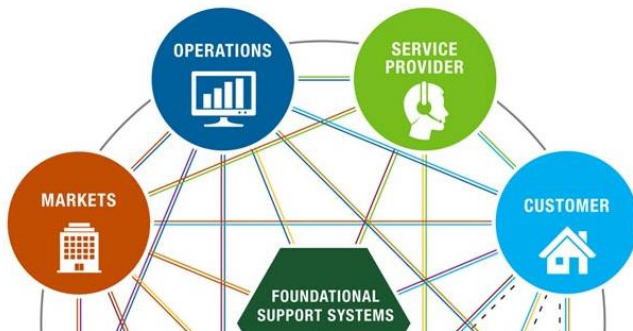 OPERATIONS
SERVICE
PROVIDER
MARKETS
CUSTOMER
FOUNDATIONAL
SUPPORT SYSTEMS